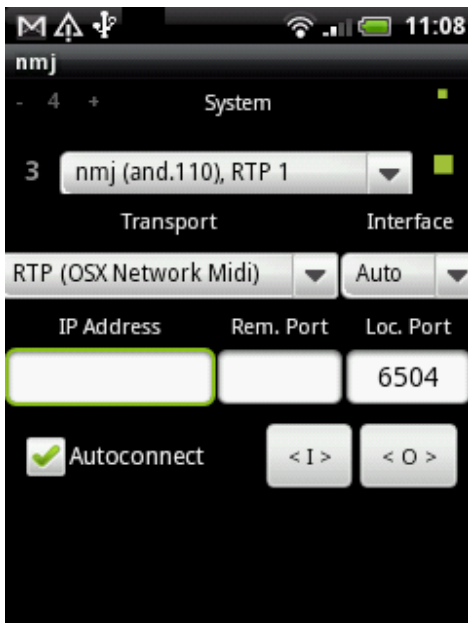 11:08
nmj
- 4 + System
3 nmj (and.110), RTP 1
Transport Interface
RTP (OSX Network Midi) Auto
IP Address Rem. Port Loc. Port
6504
Autoconnect < I > < O >